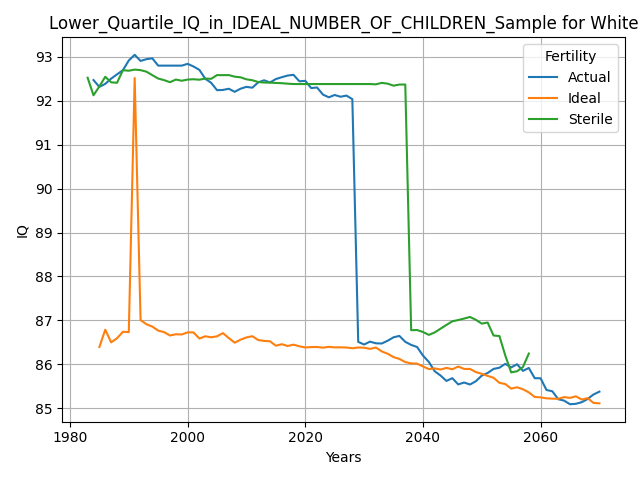 Lower_Quartile_IQ_in_IDEAL_NUMBER_OF_CHILDREN_Sample for White
Fertility
Actual
Ideal
Sterile
IQ
93
92
91
90
89
88
87
86
85
1980
2000
2020
2040
2060
Years